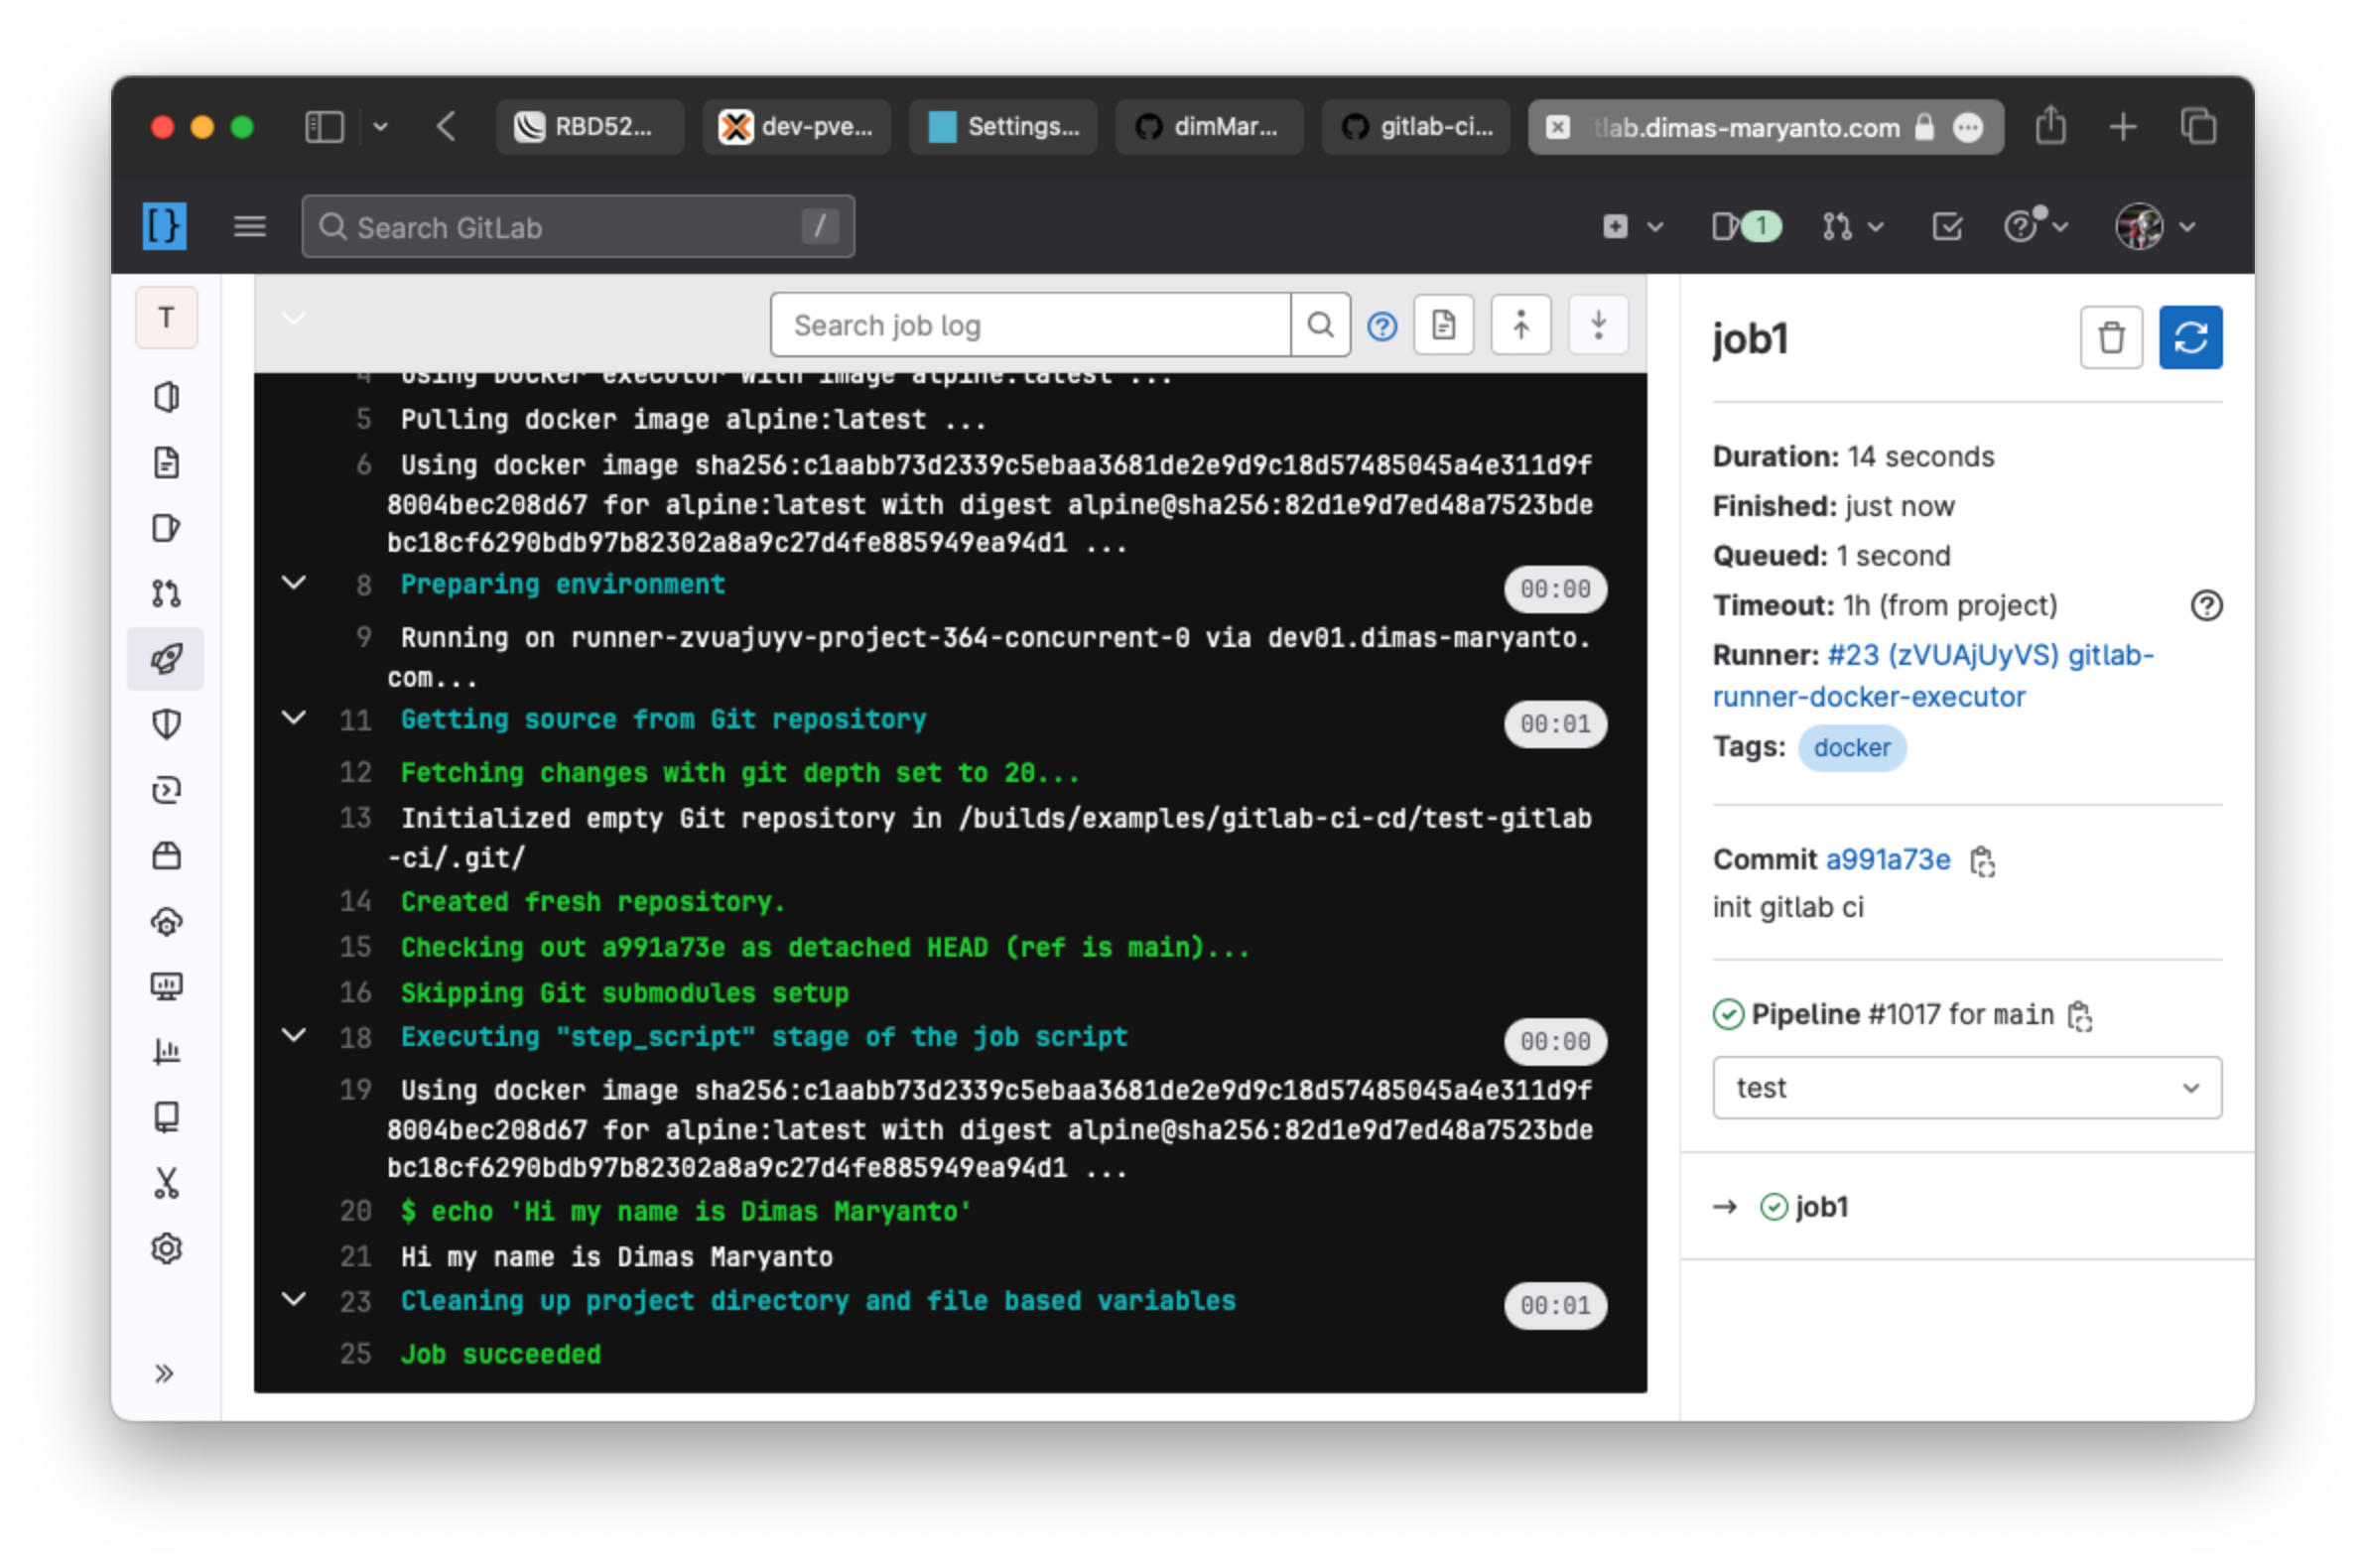 RBD52...
dev-pve...
Settings...
dimMar...
gitlab-ci...
tlab.dimas-maryanto.com
[}
Search GitLab
/
1
T
Search job log
job1
4 Using Docker executor with image alpine:latest ...
5 Pulling docker image alpine:latest ...
6 Using docker image sha256:c1aabb73d2339c5ebaa3681de2e9d9c18d57485045a4e311d9f
8004bec208d67 for alpine:latest with digest alpine@sha256:82d1e9d7ed48a7523bde
bc18cf6290bdb97b82302a8a9c27d4fe885949ea94d1 ...
8 Preparing environment 00:00
9 Running on runner-zvuajuyv-project-364-concurrent-0 via dev01.dimas-maryanto.
com...
11 Getting source from Git repository 00:01
12 Fetching changes with git depth set to 20...
13 Initialized empty Git repository in /builds/examples/gitlab-ci-cd/test-gitlab
-ci/.git/
14 Created fresh repository.
15 Checking out a991a73e as detached HEAD (ref is main)...
16 Skipping Git submodules setup
18 Executing "step_script" stage of the job script 00:00
19 Using docker image sha256:c1aabb73d2339c5ebaa3681de2e9d9c18d57485045a4e311d9f
8004bec208d67 for alpine:latest with digest alpine@sha256:82d1e9d7ed48a7523bde
bc18cf6290bdb97b82302a8a9c27d4fe885949ea94d1 ...
20 $ echo 'Hi my name is Dimas Maryanto'
21 Hi my name is Dimas Maryanto
23 Cleaning up project directory and file based variables 00:01
25 Job succeeded
Duration: 14 seconds
Finished: just now
Queued: 1 second
Timeout: 1h (from project)
Runner: #23 (zVUAjUyVS) gitlab-
runner-docker-executor
Tags: docker
Commit a991a73e
init gitlab ci
Pipeline #1017 for main
test
→ job1